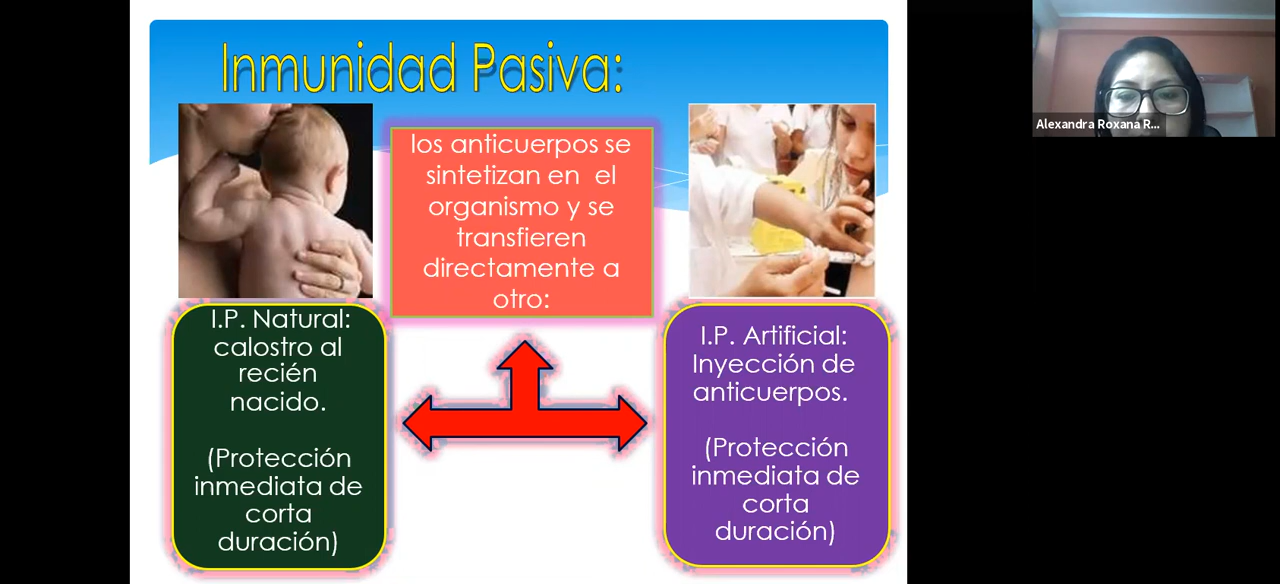 Inmunidad Pasiva:
los anticuerpos se
sintetizan en el
organismo y se
transfieren
directamente a
otro:
I.P. Natural:
calostro al
recién
nacido.
(Protección
inmediata de
corta
duración)
I.P. Artificial:
Inyección de
anticuerpos.
(Protección
inmediata de
corta
duración)
Alexandra Roxana R...